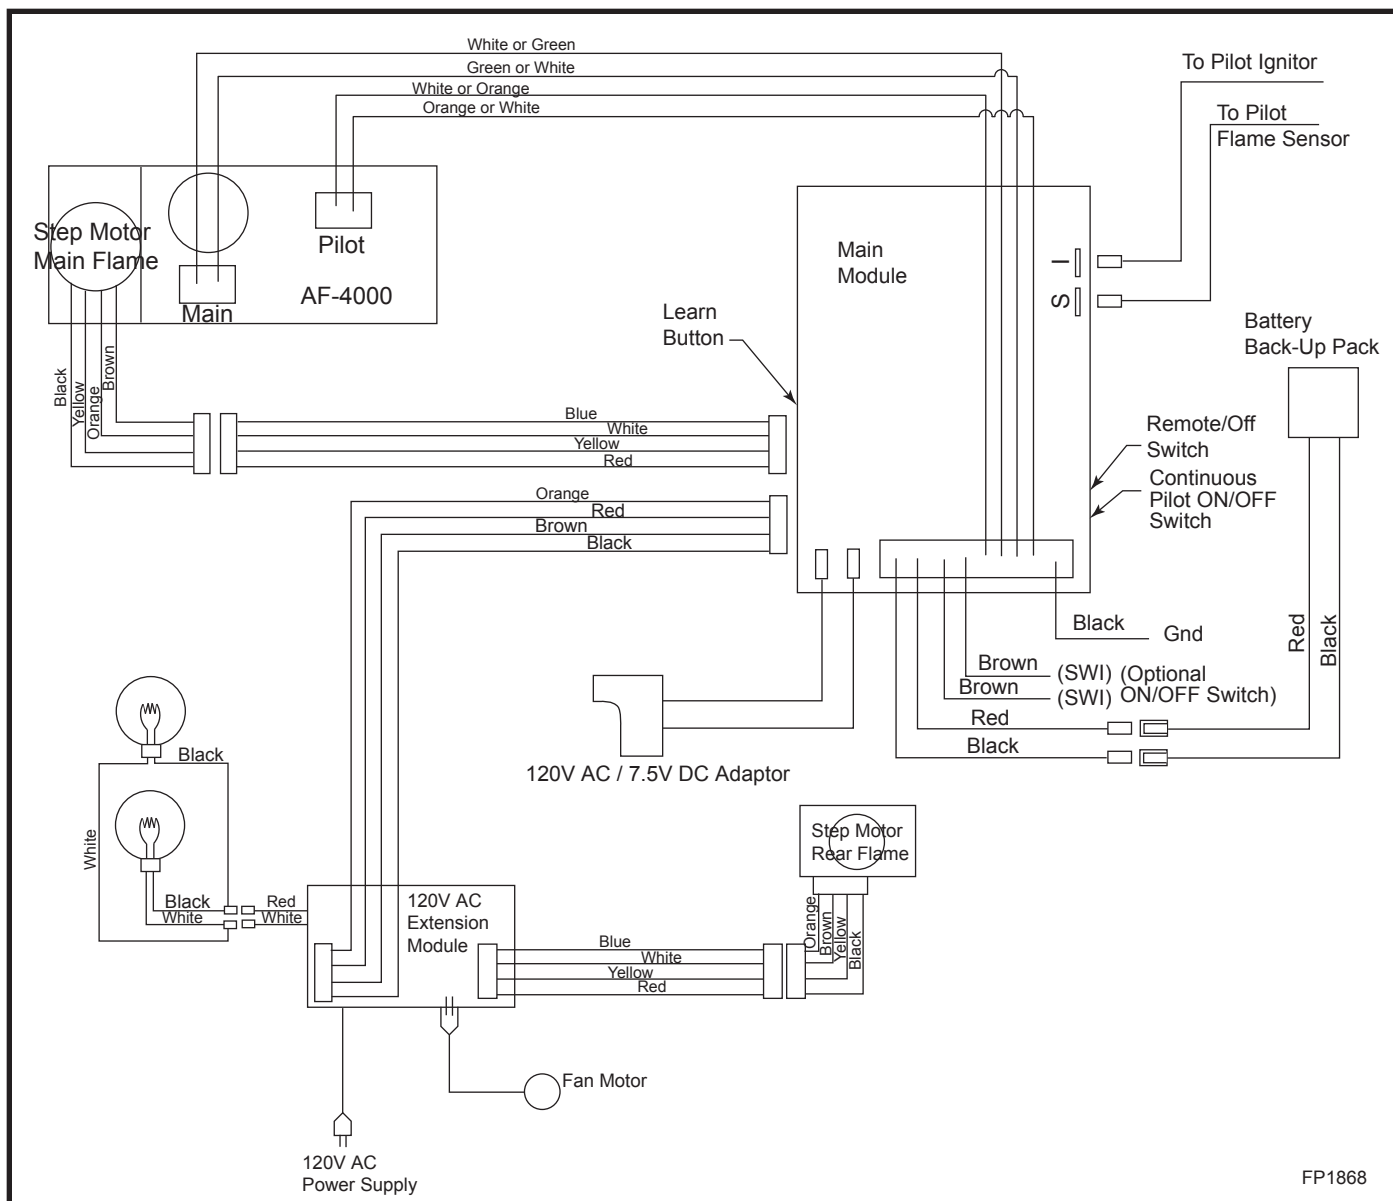 White or Green
Green or White
White or Orange
Orange or White
To Pilot Ignitor
To Pilot
Flame Sensor
Step Motor
Main Flame
Pilot
Main
AF-4000
Main
Module
I
S
Learn
Button
Battery
Back-Up Pack
Black
Yellow
Orange
Brown
Blue
White
Yellow
Red
Remote/Off
Switch
Continuous
Pilot ON/OFF
Switch
Orange
Red
Brown
Black
Black
Gnd
Red
Black
Brown
(SWI) (Optional
Brown
(SWI) ON/OFF Switch)
Red
Black
120V AC / 7.5V DC Adaptor
Black
White
Black
White
Red
White
120V AC
Extension
Module
Step Motor
Rear Flame
Orange
Brown
Yellow
Black
Blue
White
Yellow
Red
Fan Motor
120V AC
Power Supply
FP1868